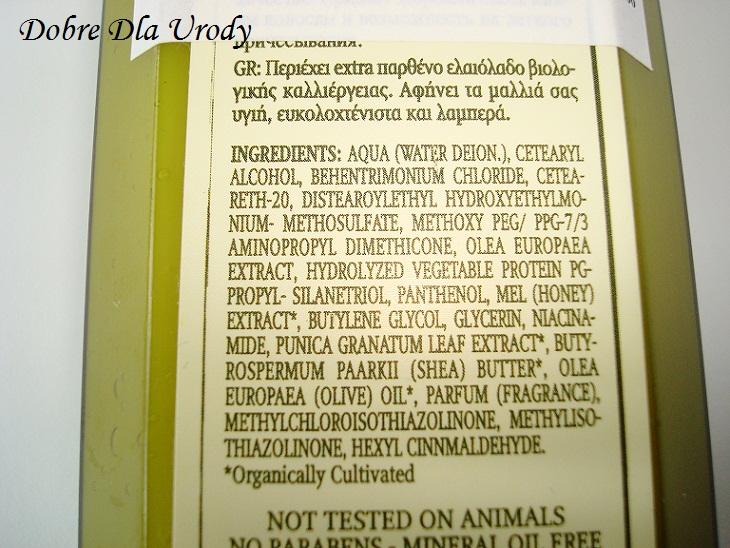 Dobre Dla Urody
причесывания.
GR: Περιέχει extra παρθένο ελαιόλαδο βιολο-
γικής καλλιέργειας. Αφήνει τα μαλλιά σας
υγιή, ευκολοχτένιστα και λαμπερά.
INGREDIENTS: AQUA (WATER DEION.), CETEARYL
ALCOHOL, BEHENTRIMONIUM CHLORIDE, CETEA-
RETH-20, DISTEAROYLETHYL HYDROXYETHYLMO-
NIUM- METHOSULFATE, METHOXY PEG/ PPG-7/3
AMINOPROPYL DIMETHICONE, OLEA EUROPAEA
EXTRACT, HYDROLYZED VEGETABLE PROTEIN PG-
PROPYL- SILANETRIOL, PANTHENOL, MEL (HONEY)
EXTRACT*, BUTYLENE GLYCOL, GLYCERIN, NIACINA-
MIDE, PUNICA GRANATUM LEAF EXTRACT*, BUTY-
ROSPERMUM PAARKII (SHEA) BUTTER*, OLEA
EUROPAEA (OLIVE) OIL*, PARFUM (FRAGRANCE),
METHYLCHLOROISOTHIAZOLINONE, METHYLISO-
THIAZOLINONE, HEXYL CINNMALDEHYDE.
*Organically Cultivated
NOT TESTED ON ANIMALS
NO PARABENS - MINERAL OIL FREE